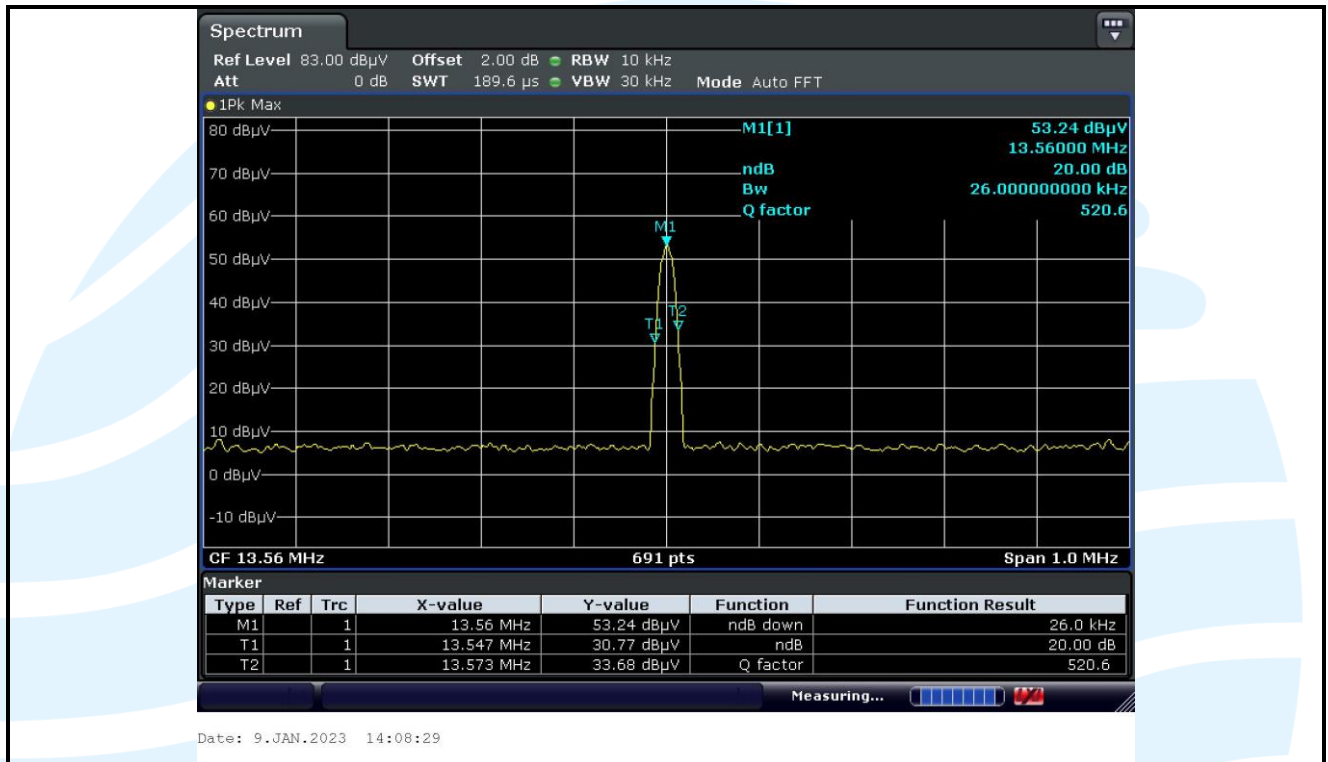 Spectrum
Ref Level 83.00 dBµV Offset 2.00 dB RBW 10 kHz
Att 0 dB SWT 189.6 µs VBW 30 kHz Mode Auto FFT
1Pk Max
80 dBµV
M1[1] 53.24 dBµV
13.56000 MHz
70 dBµV
ndB 20.00 dB
Bw 26.000000000 kHz
60 dBµV
Q factor 520.6
M1
50 dBµV
40 dBµV
T2
T1
30 dBµV
20 dBµV
10 dBµV
0 dBµV
-10 dBµV
CF 13.56 MHz 691 pts Span 1.0 MHz
Marker
Type Ref Trc X-value Y-value Function Function Result
M1 1 13.56 MHz 53.24 dBµV ndB down 26.0 kHz
T1 1 13.547 MHz 30.77 dBµV ndB 20.00 dB
T2 1 13.573 MHz 33.68 dBµV Q factor 520.6
Measuring...
Date: 9.JAN.2023 14:08:29